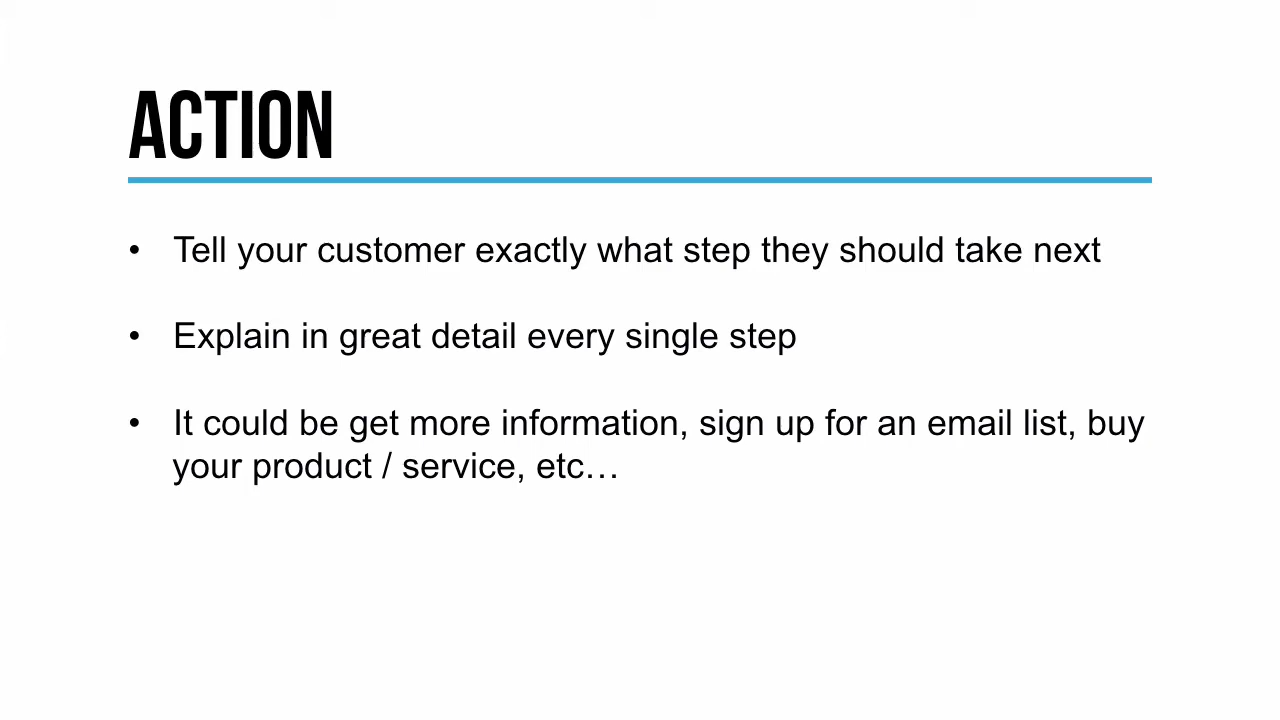 ACTION
• Tell your customer exactly what step they should take next
• Explain in great detail every single step
• It could be get more information, sign up for an email list, buy
your product / service, etc…